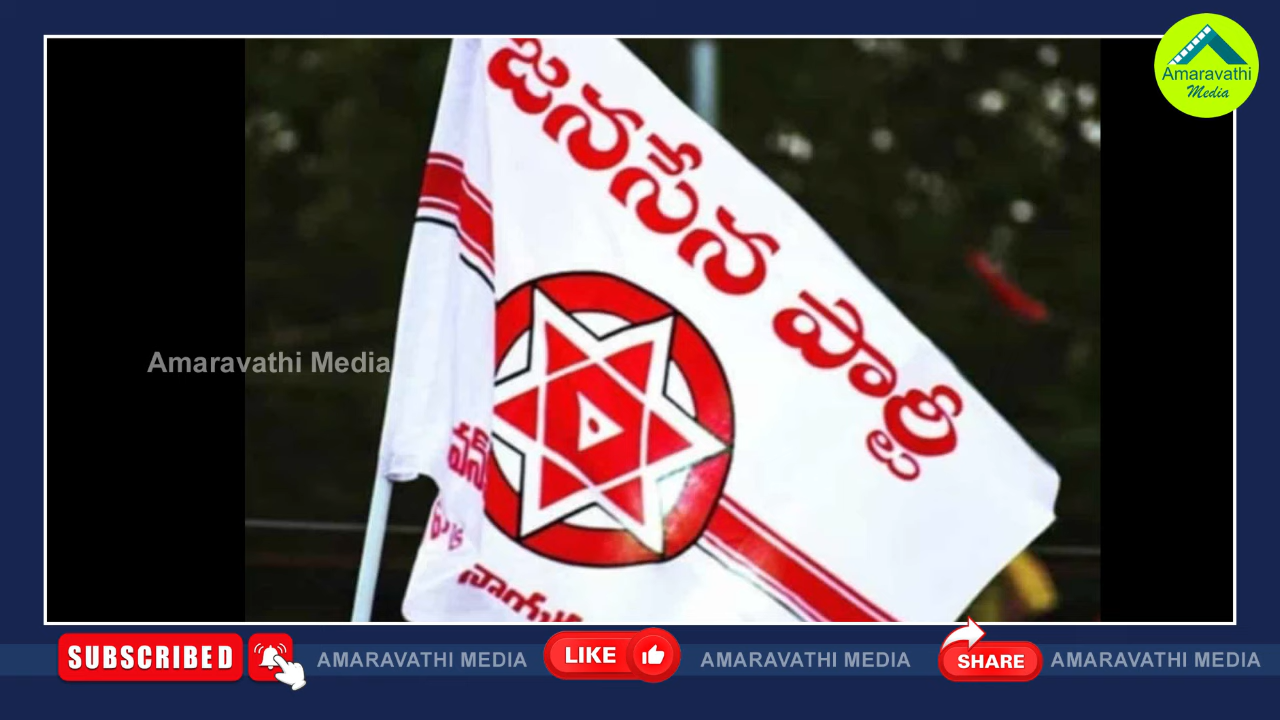 Amaravathi
Media
జనసేన పార్టీ
Amaravathi Media
SUBSCRIBED
AMARAVATHI MEDIA
LIKE
AMARAVATHI MEDIA
SHARE
AMARAVATHI MEDIA